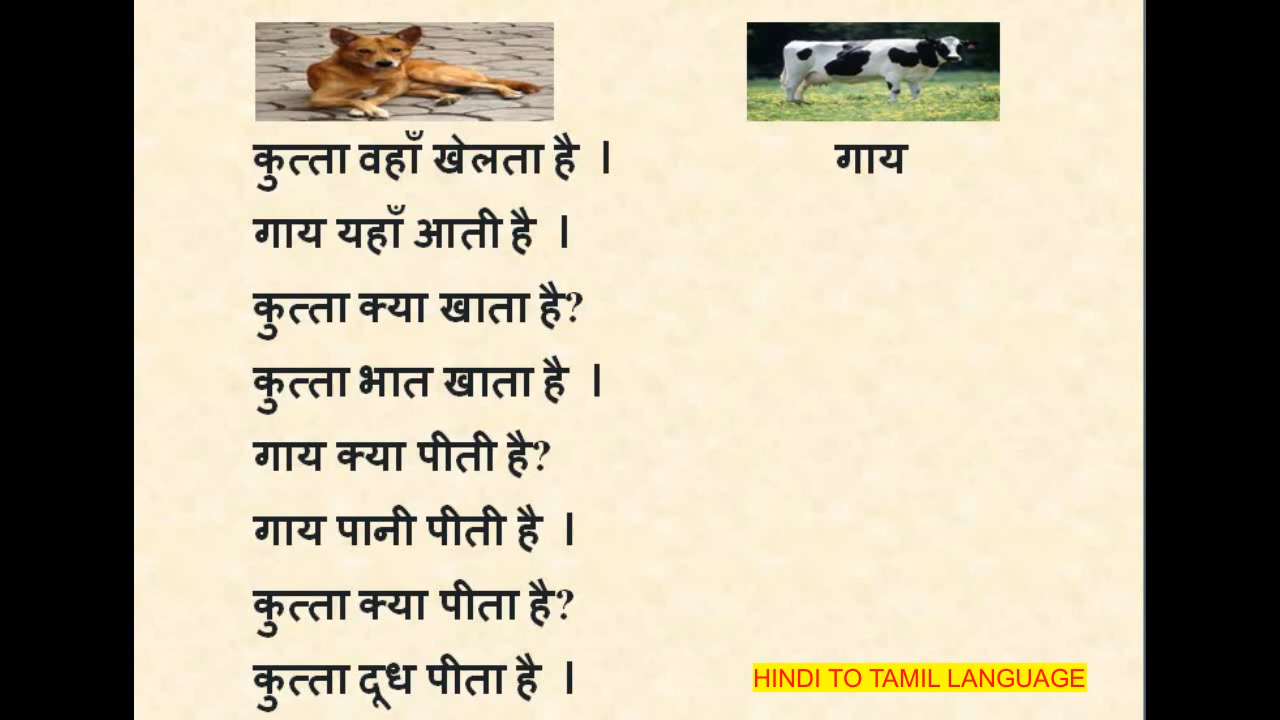 कुत्ता वहाँ खेलता है ।
गाय
गाय यहाँ आती है ।
कुत्ता क्या खाता है?
कुत्ता भात खाता है ।
गाय क्या पीती है?
गाय पानी पीती है ।
कुत्ता क्या पीता है?
कुत्ता दूध पीता है ।
HINDI TO TAMIL LANGUAGE